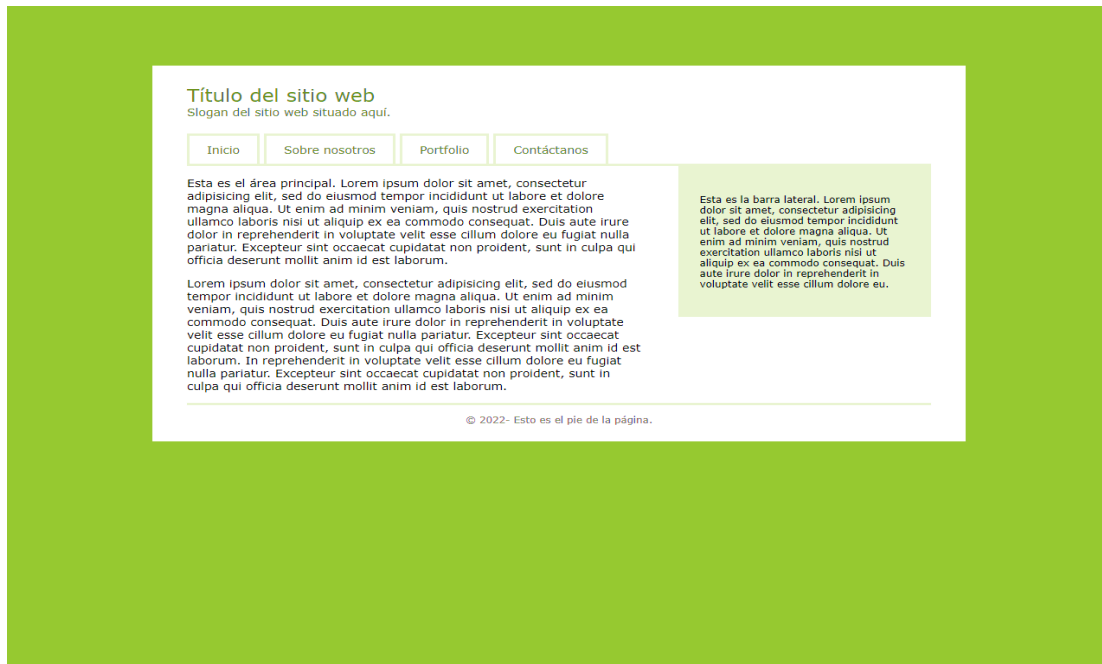 Título del sitio web
Slogan del sitio web situado aquí.
Inicio
Sobre nosotros
Portfolio
Contáctanos
Esta es el área principal. Lorem ipsum dolor sit amet, consectetur
adipisicing elit, sed do eiusmod tempor incididunt ut labore et dolore
magna aliqua. Ut enim ad minim veniam, quis nostrud exercitation
ullamco laboris nisi ut aliquip ex ea commodo consequat. Duis aute irure
dolor in reprehenderit in voluptate velit esse cillum dolore eu fugiat nulla
pariatur. Excepteur sint occaecat cupidatat non proident, sunt in culpa qui
officia deserunt mollit anim id est laborum.
Lorem ipsum dolor sit amet, consectetur adipisicing elit, sed do eiusmod
tempor incididunt ut labore et dolore magna aliqua. Ut enim ad minim
veniam, quis nostrud exercitation ullamco laboris nisi ut aliquip ex ea
commodo consequat. Duis aute irure dolor in reprehenderit in voluptate
velit esse cillum dolore eu fugiat nulla pariatur. Excepteur sint occaecat
cupidatat non proident, sunt in culpa qui officia deserunt mollit anim id est
laborum. In reprehenderit in voluptate velit esse cillum dolore eu fugiat
nulla pariatur. Excepteur sint occaecat cupidatat non proident, sunt in
culpa qui officia deserunt mollit anim id est laborum.
Esta es la barra lateral. Lorem ipsum
dolor sit amet, consectetur adipisicing
elit, sed do eiusmod tempor incididunt
ut labore et dolore magna aliqua. Ut
enim ad minim veniam, quis nostrud
exercitation ullamco laboris nisi ut
aliquip ex ea commodo consequat. Duis
aute irure dolor in reprehenderit in
voluptate velit esse cillum dolore eu.
© 2022- Esto es el pie de la página.